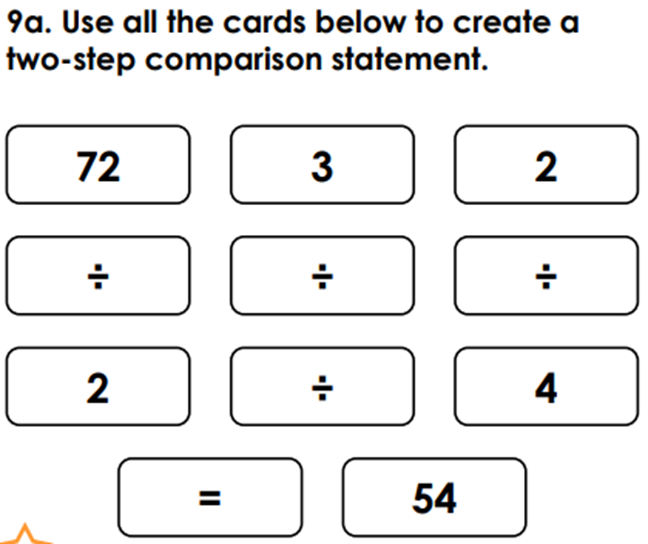 9a. Use all the cards below to create a
two-step comparison statement.
72 3 2
÷ ÷ ÷
2 ÷ 4
= 54